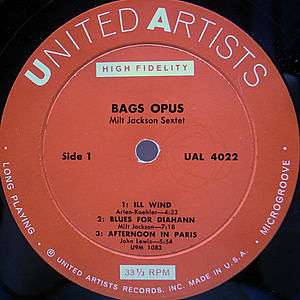 UNITED ARTISTS
HIGH FIDELITY
BAGS OPUS
Milt Jackson Sextet
Side 1
UAL 4022
1: ILL WIND
Arlen-Koehler—4:22
2: BLUES FOR DIAHANN
Milt Jackson—7:18
3: AFTERNOON IN PARIS
John Lewis—5:54
U9M 1083
• LONG PLAYING •
MICROGROOVE •
33⅓ RPM
UNITED ARTISTS RECORDS, INC. MADE IN U.S.A.